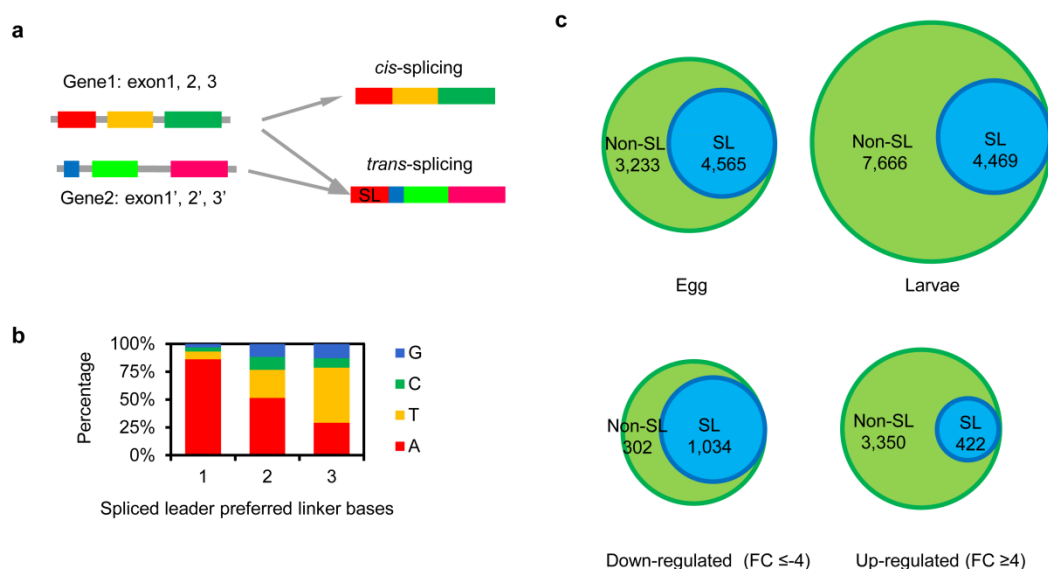 a
Gene1: exon1, 2, 3
Gene2: exon1', 2', 3'
cis-splicing
trans-splicing
SL
b
Percentage
100%
75%
50%
25%
0%
1 2 3
Spliced leader preferred linker bases
G
C
T
A
c
Non-SL
3,233
SL
4,565
Egg
Non-SL
7,666
SL
4,469
Larvae
Non-SL
302
SL
1,034
Down-regulated (FC ≤-4)
Non-SL
3,350
SL
422
Up-regulated (FC ≥4)